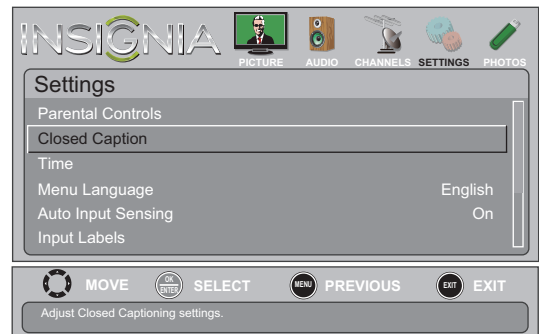 INSIGNIA
PICTURE AUDIO CHANNELS SETTINGS PHOTOS
Settings
Parental Controls
Closed Caption
Time
Menu Language English
Auto Input Sensing On
Input Labels
MOVE OK ENTER SELECT MENU PREVIOUS EXIT EXIT
Adjust Closed Captioning settings.